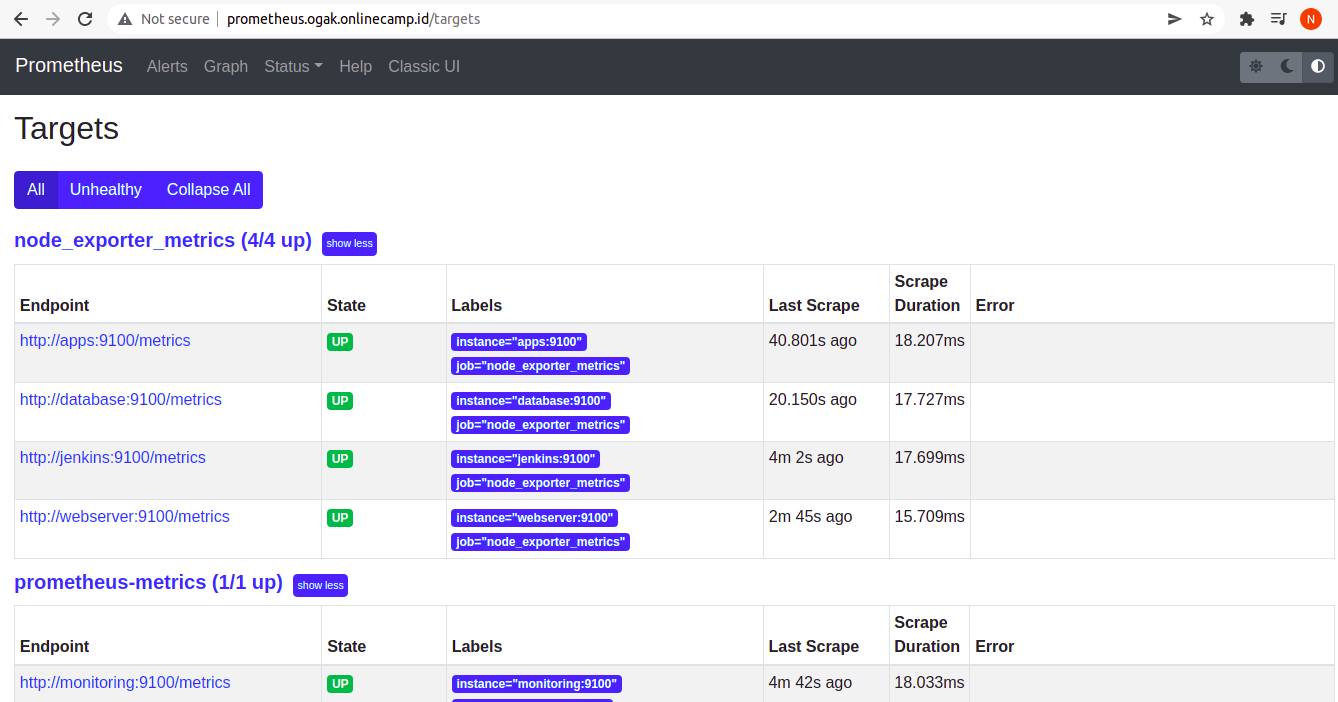 Not secure prometheus.ogak.onlinecamp.id/targets N
Prometheus Alerts Graph Status Help Classic UI
Targets
All Unhealthy Collapse All
node_exporter_metrics (4/4 up) show less
Endpoint State Labels Last Scrape Scrape Duration Error
http://apps:9100/metrics UP instance="apps:9100" 40.801s ago 18.207ms
job="node_exporter_metrics"
http://database:9100/metrics UP instance="database:9100" 20.150s ago 17.727ms
job="node_exporter_metrics"
http://jenkins:9100/metrics UP instance="jenkins:9100" 4m 2s ago 17.699ms
job="node_exporter_metrics"
http://webserver:9100/metrics UP instance="webserver:9100" 2m 45s ago 15.709ms
job="node_exporter_metrics"
prometheus-metrics (1/1 up) show less
Endpoint State Labels Last Scrape Scrape Duration Error
http://monitoring:9100/metrics UP instance="monitoring:9100" 4m 42s ago 18.033ms